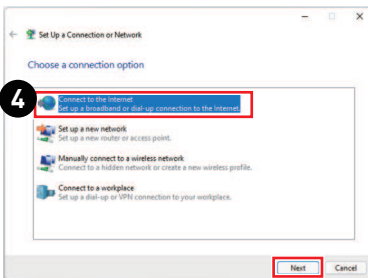 Set Up a Connection or Network
Choose a connection option
4
Connect to the Internet
Set up a broadband or dial-up connection to the Internet.
Set up a new network
Set up a new router or access point.
Manually connect to a wireless network
Connect to a hidden network or create a new wireless profile.
Connect to a workplace
Set up a dial-up or VPN connection to your workplace.
Next
Cancel